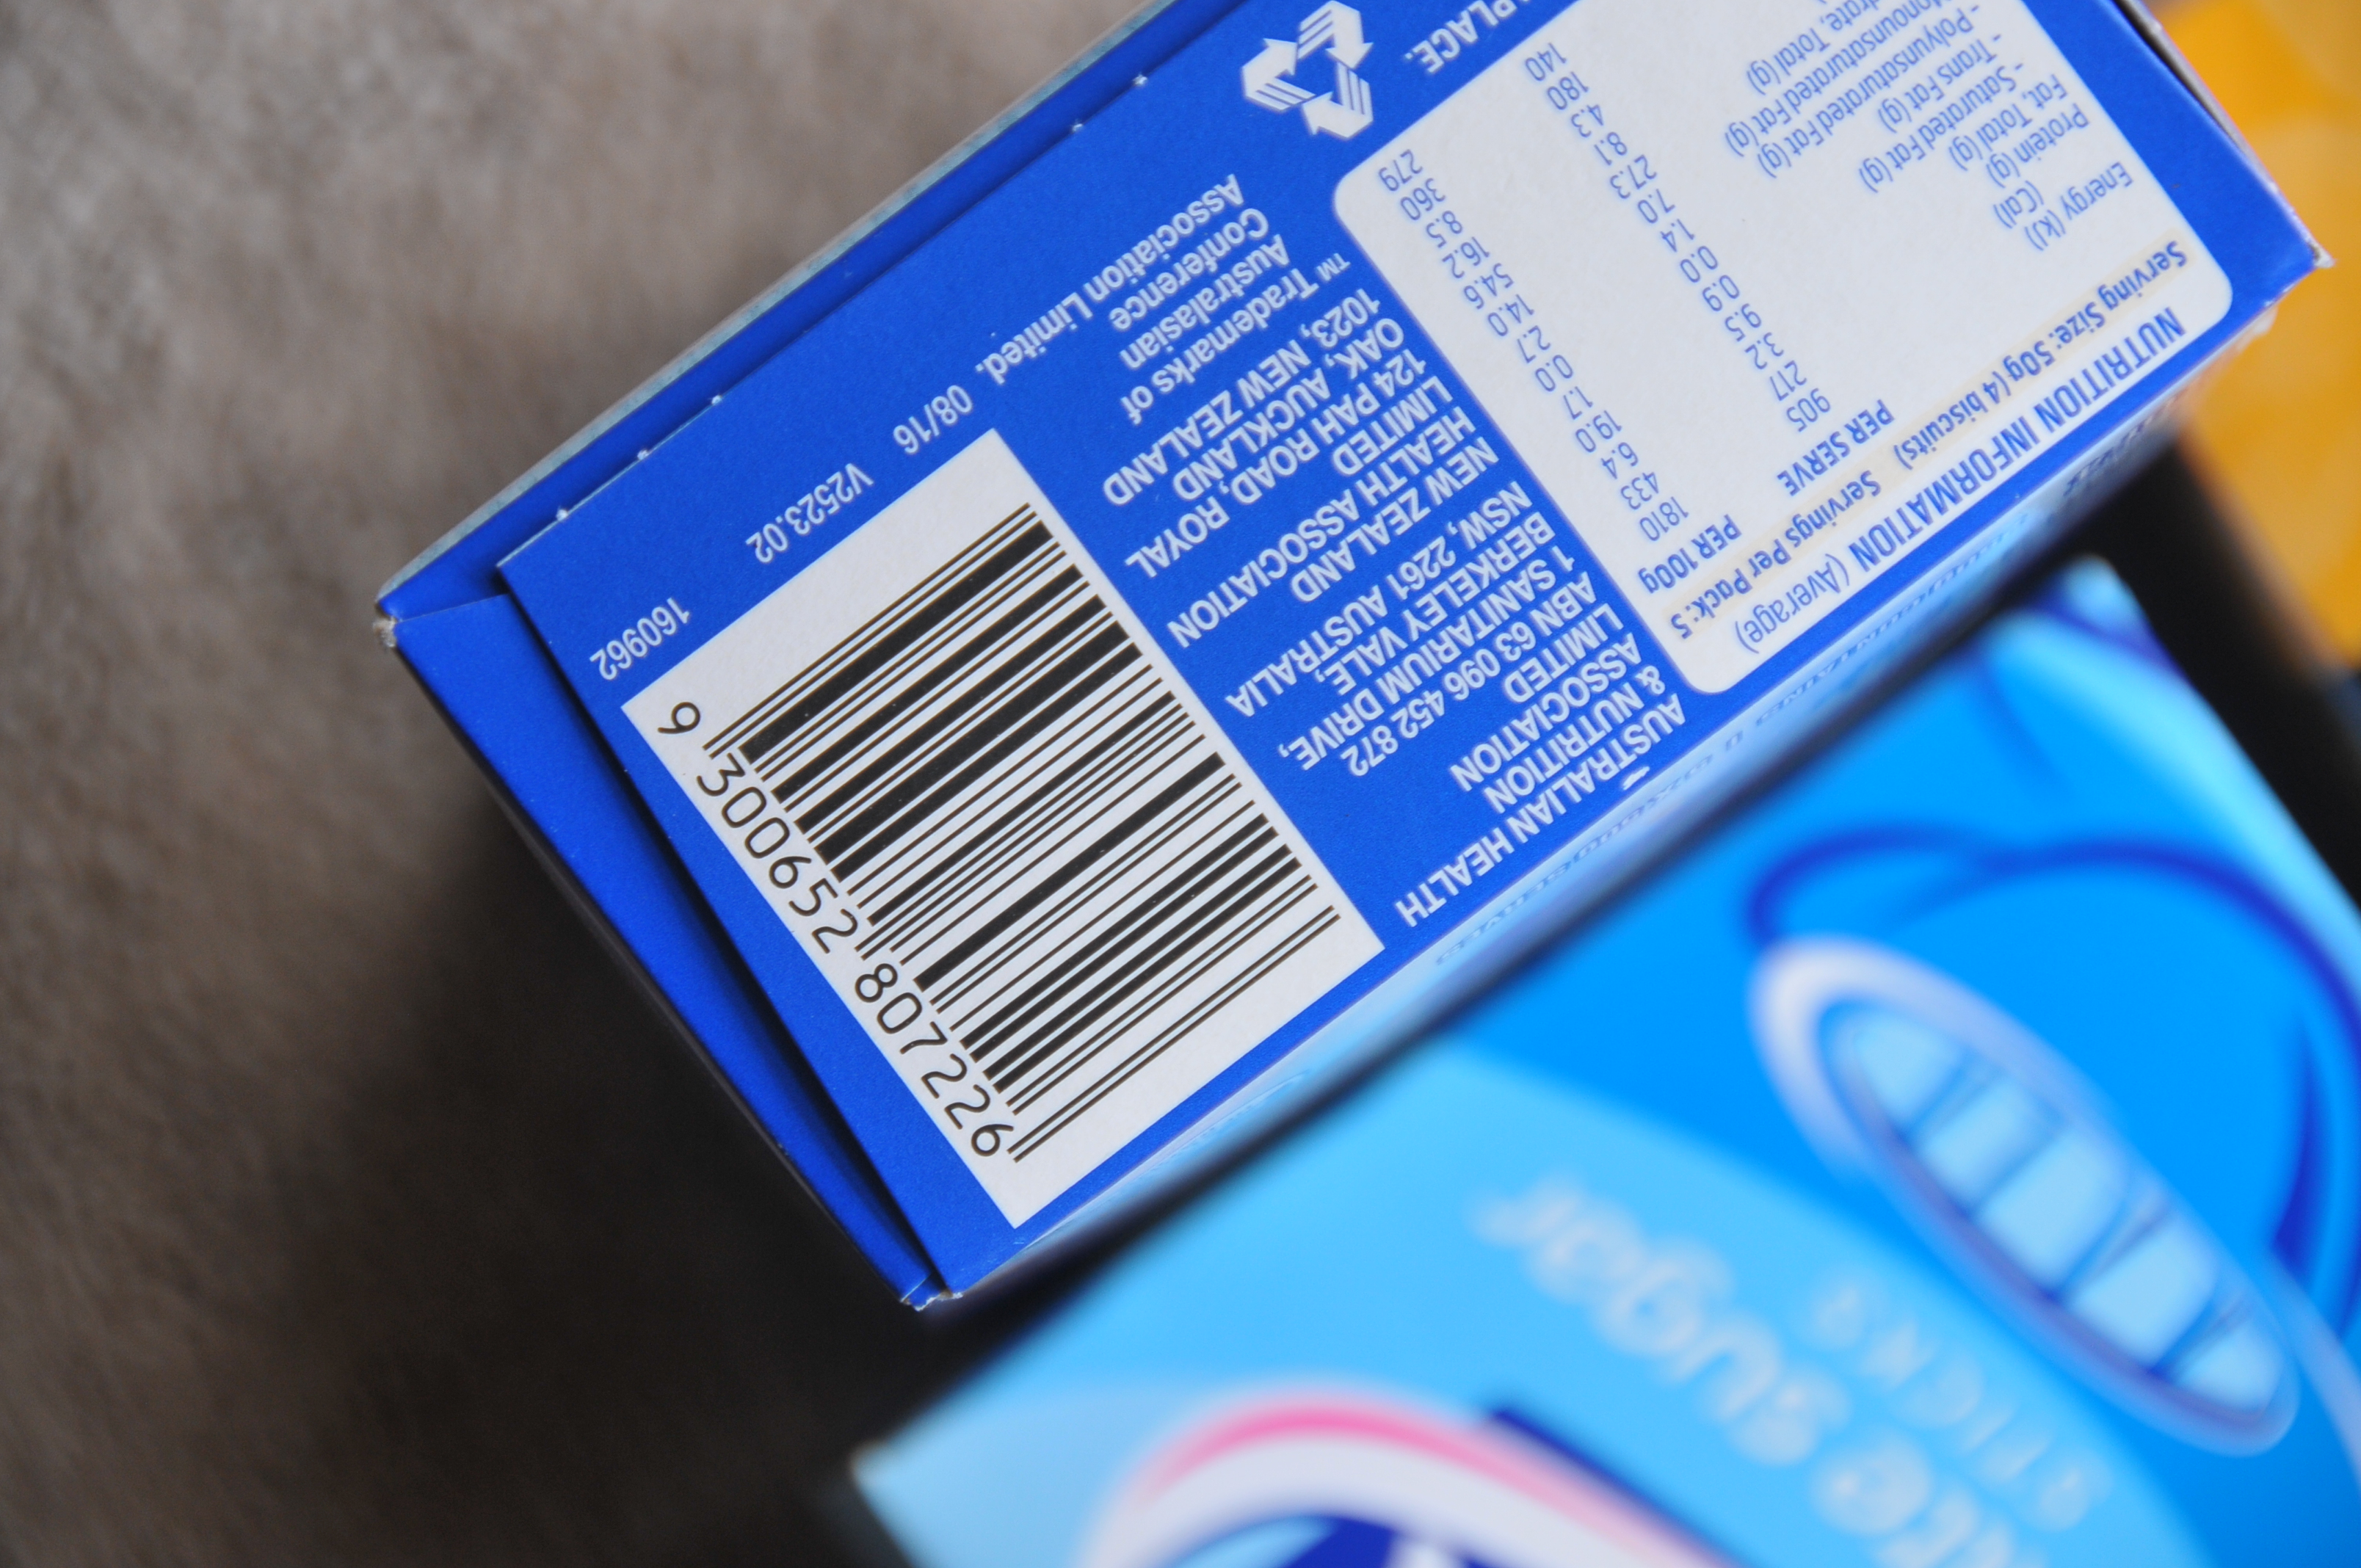 NUTRITION INFORMATION (Average)
Serving Size: 50g (4 biscuits) Servings Per Pack: 5
PER SERVE PER 100g
Energy (kJ) 905 1810
(Cal) 217 433
Protein (g) 3.2 6.4
Fat, Total (g) 9.5 19.0
- Saturated Fat (g) 0.9 1.7
- Trans Fat (g) 0.0 0.0
- Polyunsaturated Fat (g) 1.4 2.7
Monounsaturated Fat (g) 7.0 14.0
drate, Total (g) 27.3 54.6
8.1 16.2
4.3 8.5
180 360
140 279
APLACE.
AUSTRALIAN HEALTH
& NUTRITION
ASSOCIATION
LIMITED
ABN 63 096 452 872
1 SANITARIUM DRIVE,
BERKELEY VALE,
NSW, 2261 AUSTRALIA
NEW ZEALAND
HEALTH ASSOCIATION
LIMITED
124 PAH ROAD, ROYAL
OAK, AUCKLAND
1023, NEW ZEALAND
™ Trademarks of
Australasian
Conference
Association Limited.
08/16 V2523.02 160962
9 300652 807226
sugar